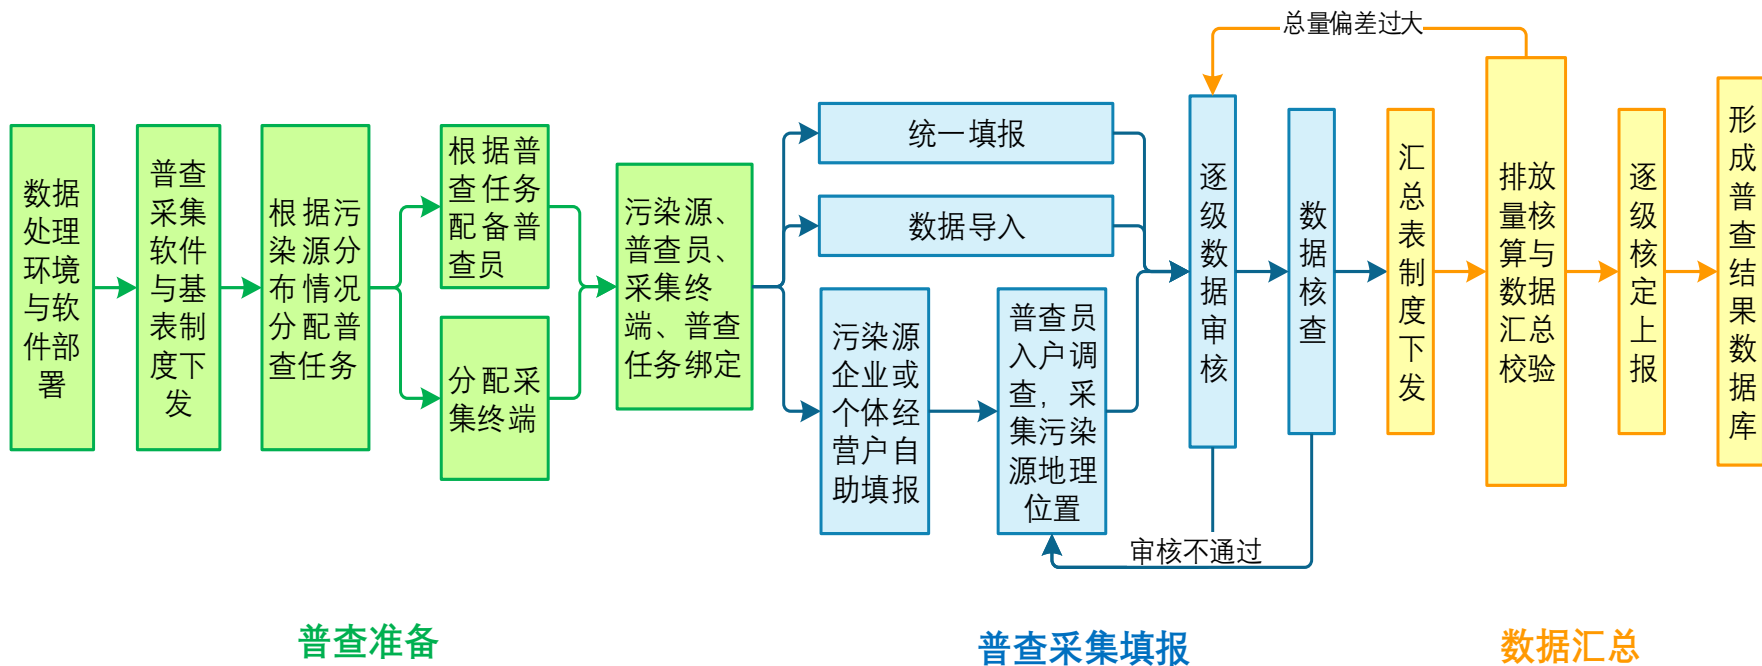 总量偏差过大
数据
处理
环境
与软
件部
署
普查
采集
软件
与基
表制
度下
发
根据污
染源分
布情况
分配普
查任务
根据普
查任务
配备普
查员
分配采
集终端
污染源、
普查员、
采集终
端、普查
任务绑定
统一填报
数据导入
污染源
企业或
个体经
营户自
助填报
普查员
入户调
查，采
集污染
源地理
位置
逐
级
数
据
审
核
数
据
核
查
审核不通过
汇
总
表
制
度
下
发
排放
量核
算与
数据
汇总
校验
逐
级
核
定
上
报
形
成
普
查
结
果
数
据
库
普查准备
普查采集填报
数据汇总